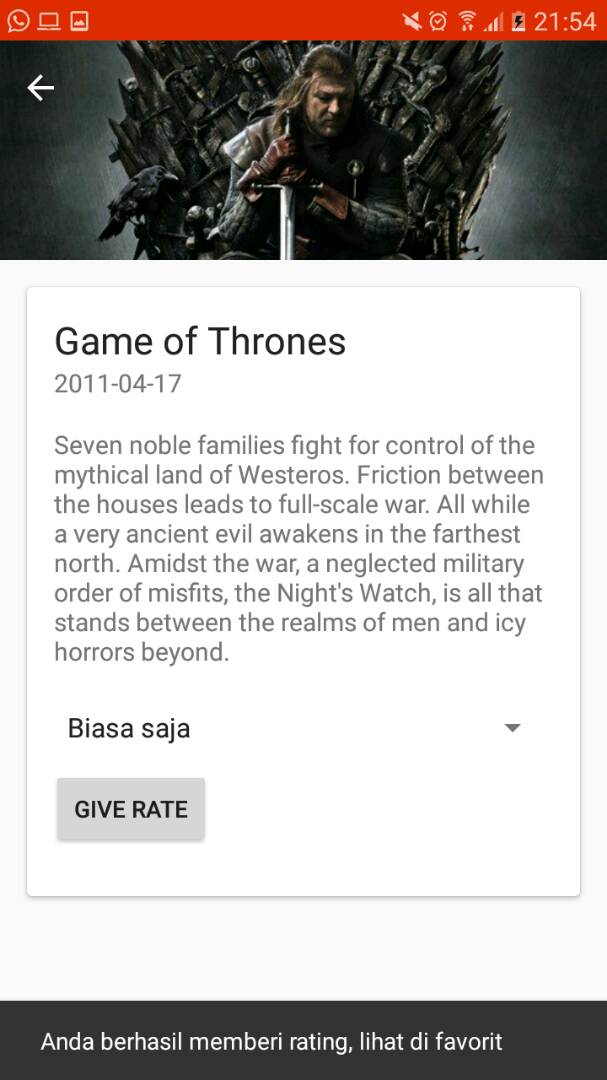 21:54
Game of Thrones
2011-04-17
Seven noble families fight for control of the
mythical land of Westeros. Friction between
the houses leads to full-scale war. All while
a very ancient evil awakens in the farthest
north. Amidst the war, a neglected military
order of misfits, the Night's Watch, is all that
stands between the realms of men and icy
horrors beyond.
Biasa saja
GIVE RATE
Anda berhasil memberi rating, lihat di favorit